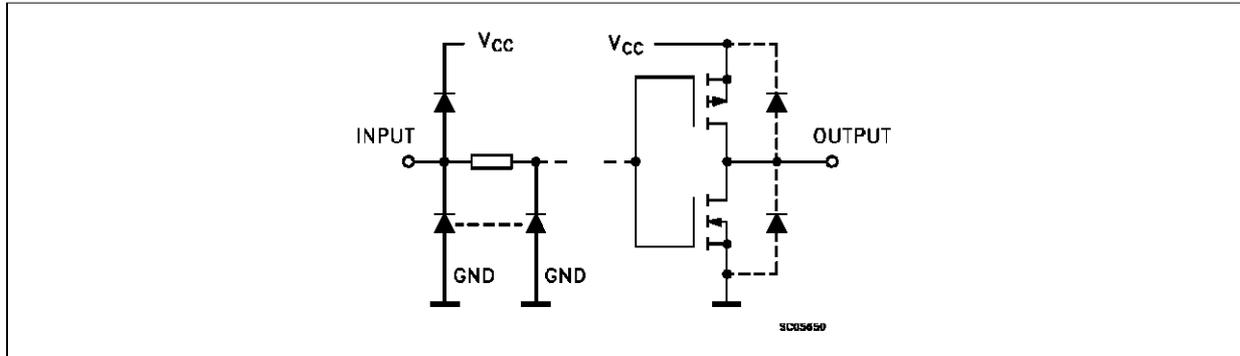 VCC
VCC
INPUT
OUTPUT
GND
GND
SC05650